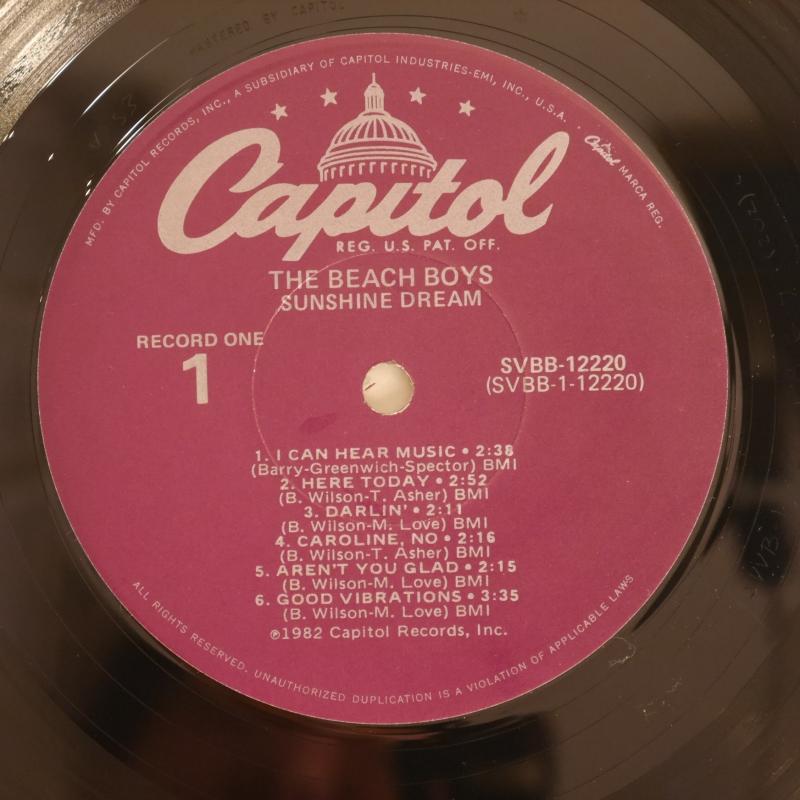 MASTERED BY CAPITOL
MFD. BY CAPITOL RECORDS, INC., A SUBSIDIARY OF CAPITOL INDUSTRIES-EMI, INC., U.S.A. · Capitol MARCA REG.
Capitol
REG. U.S. PAT. OFF.
THE BEACH BOYS
SUNSHINE DREAM
RECORD ONE
1
SVBB-12220
(SVBB-1-12220)
1. I CAN HEAR MUSIC • 2:38
(Barry-Greenwich-Spector) BMI
2. HERE TODAY • 2:52
(B. Wilson-T. Asher) BMI
3. DARLIN' • 2:11
(B. Wilson-M. Love) BMI
4. CAROLINE, NO • 2:16
(B. Wilson-T. Asher) BMI
5. AREN'T YOU GLAD • 2:15
(B. Wilson-M. Love) BMI
6. GOOD VIBRATIONS • 3:35
(B. Wilson-M. Love) BMI
℗1982 Capitol Records, Inc.
ALL RIGHTS RESERVED. UNAUTHORIZED DUPLICATION IS A VIOLATION OF APPLICABLE LAWS